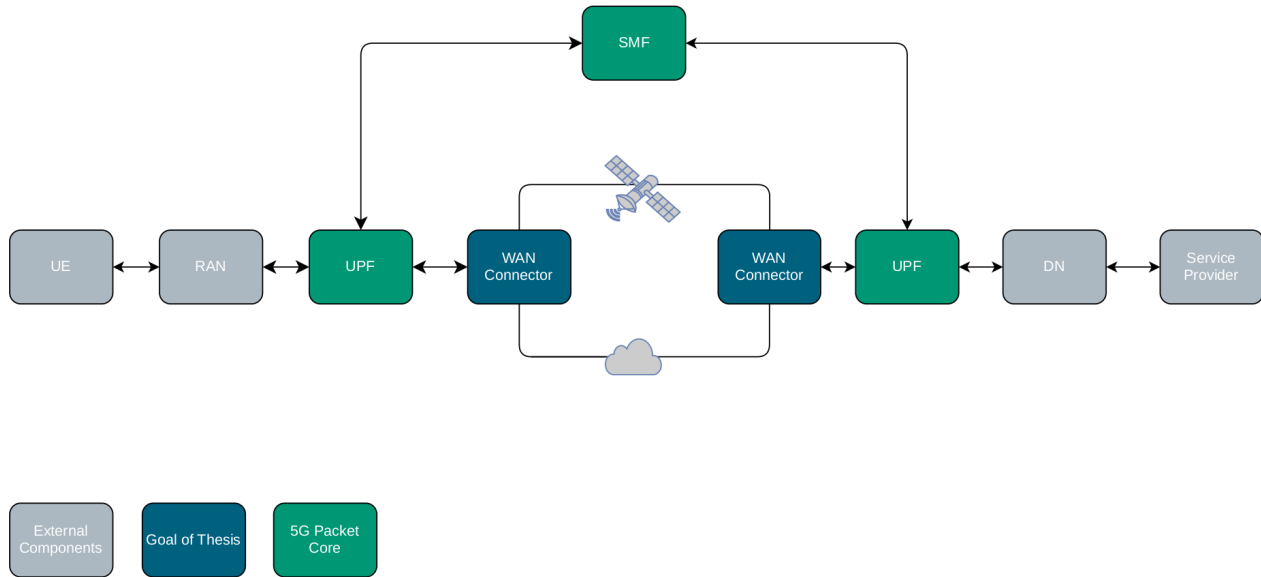 SMF
UE
RAN
UPF
WAN
Connector
WAN
Connector
UPF
DN
Service
Provider
External
Components
Goal of Thesis
5G Packet
Core